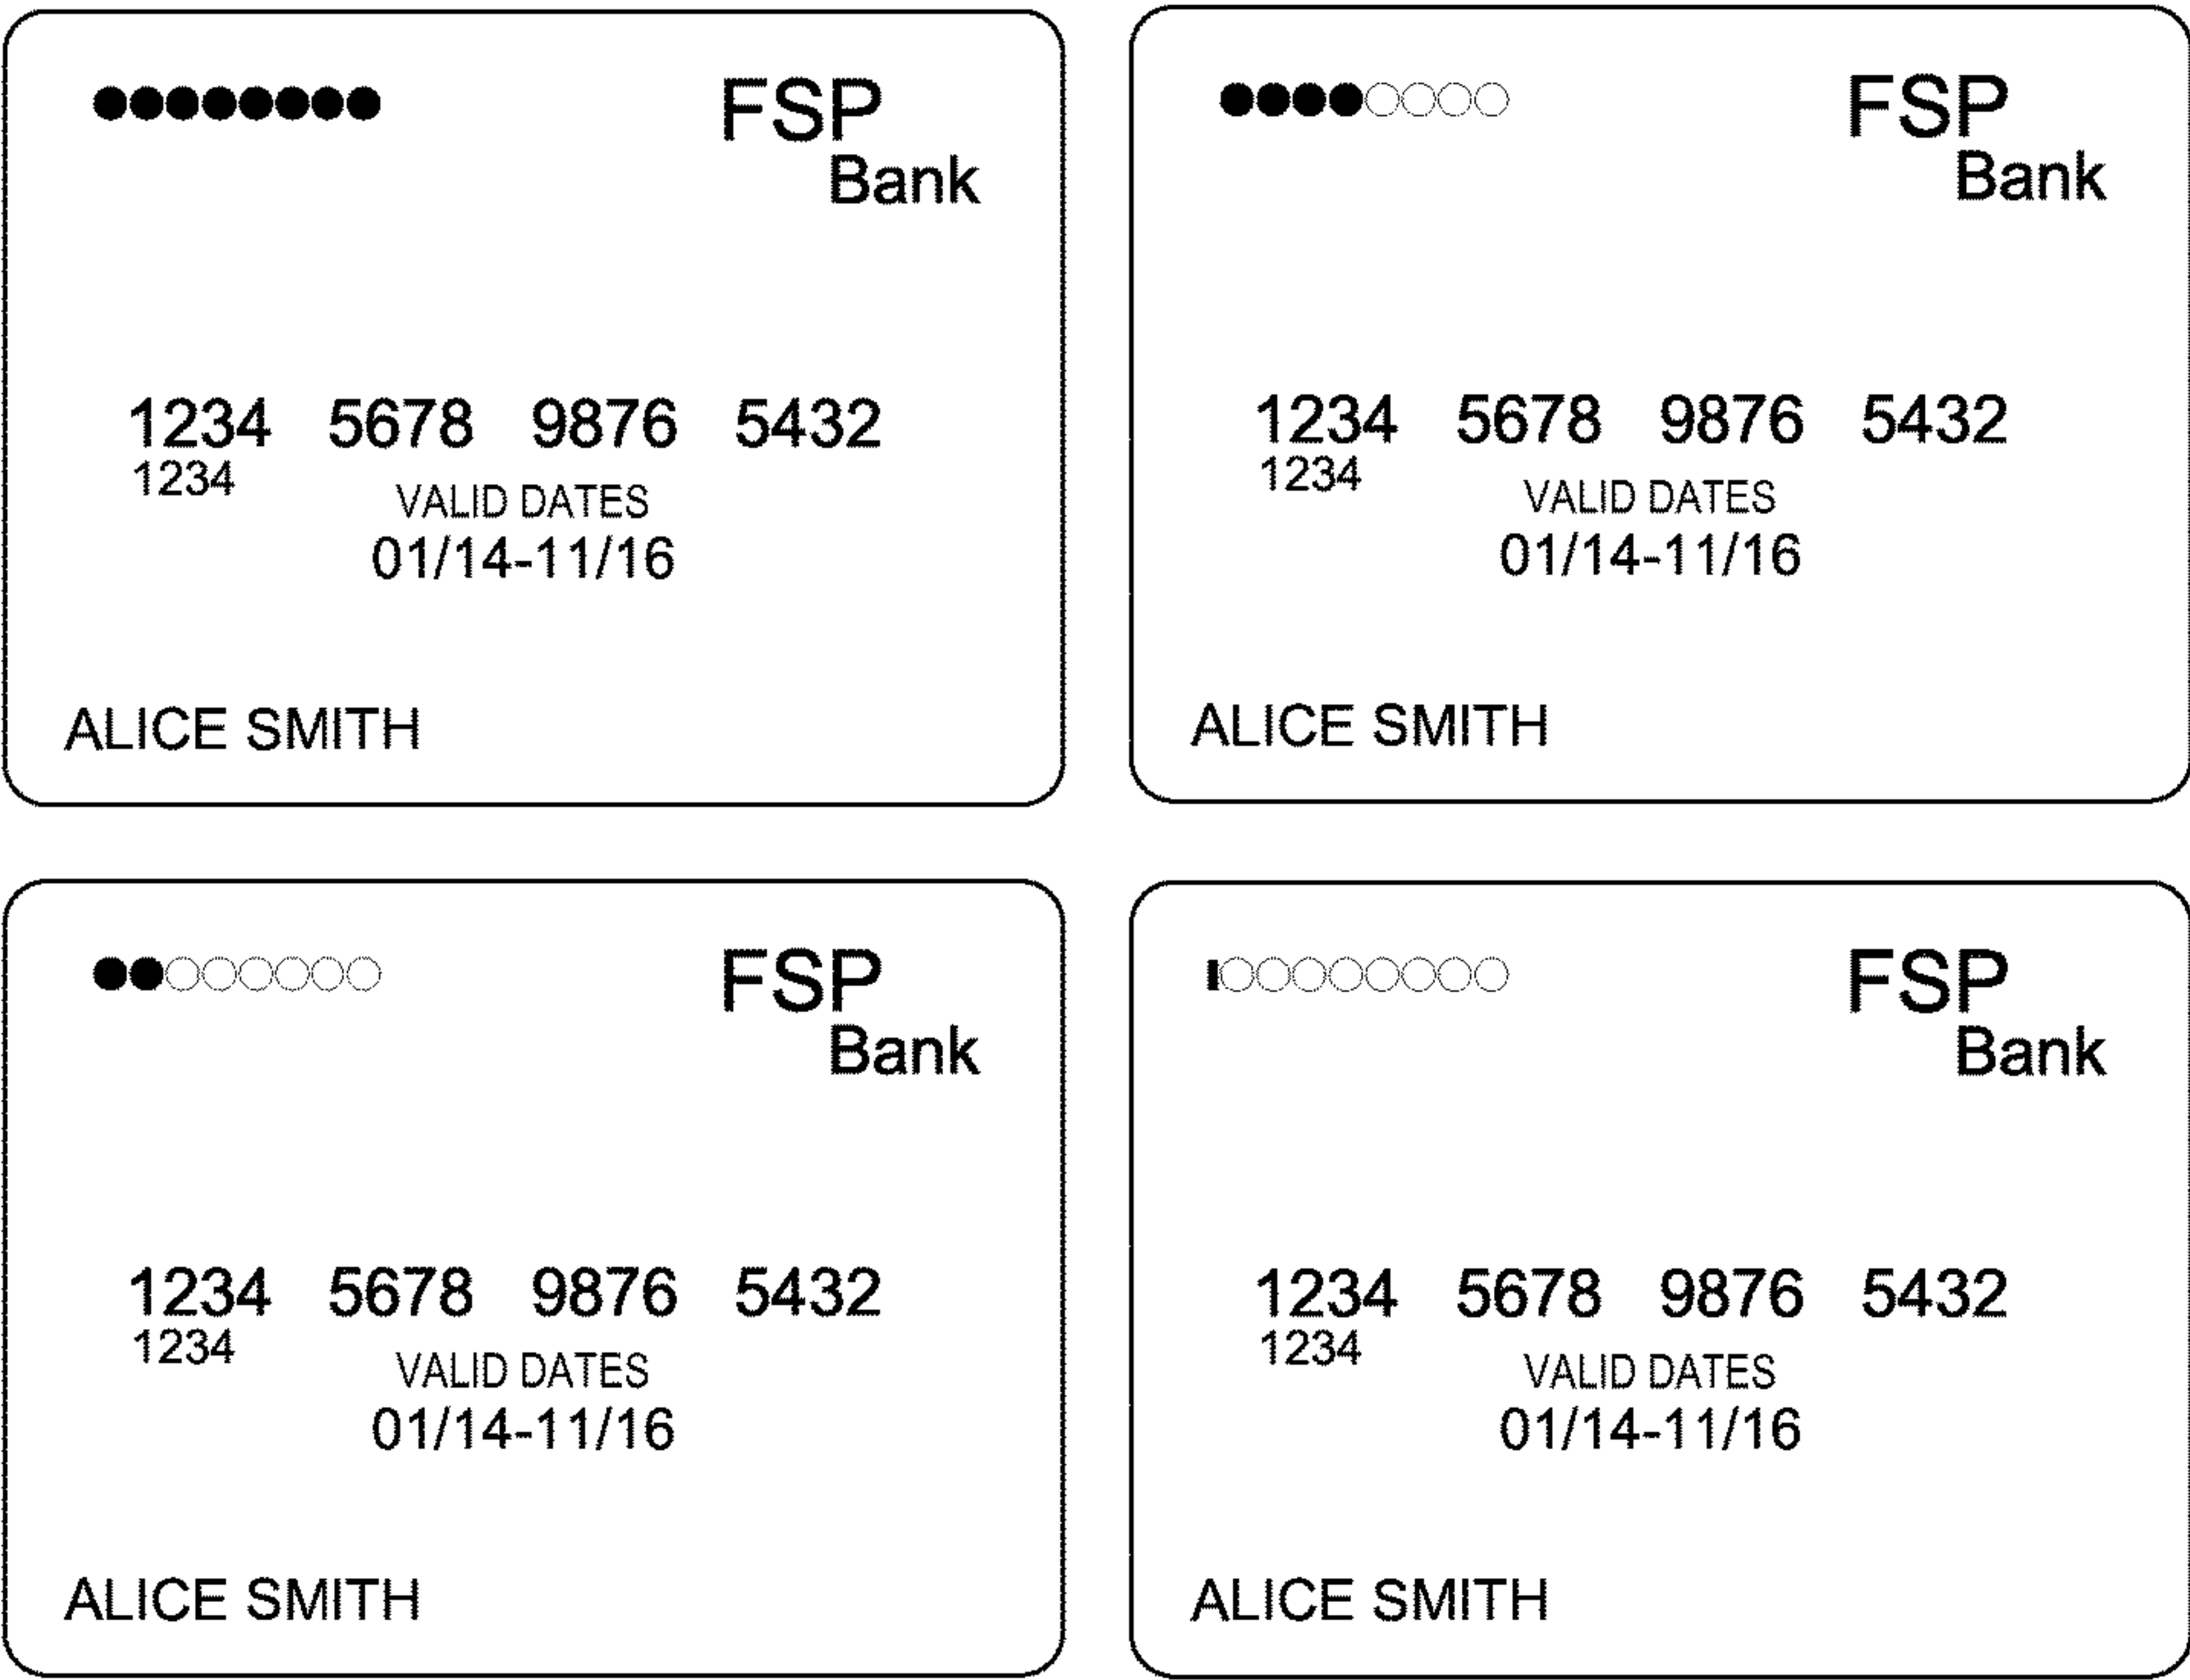 FSP
Bank
1234 5678 9876 5432
1234
VALID DATES
01/14-11/16
ALICE SMITH
FSP
Bank
1234 5678 9876 5432
1234
VALID DATES
01/14-11/16
ALICE SMITH
FSP
Bank
1234 5678 9876 5432
1234
VALID DATES
01/14-11/16
ALICE SMITH
FSP
Bank
1234 5678 9876 5432
1234
VALID DATES
01/14-11/16
ALICE SMITH